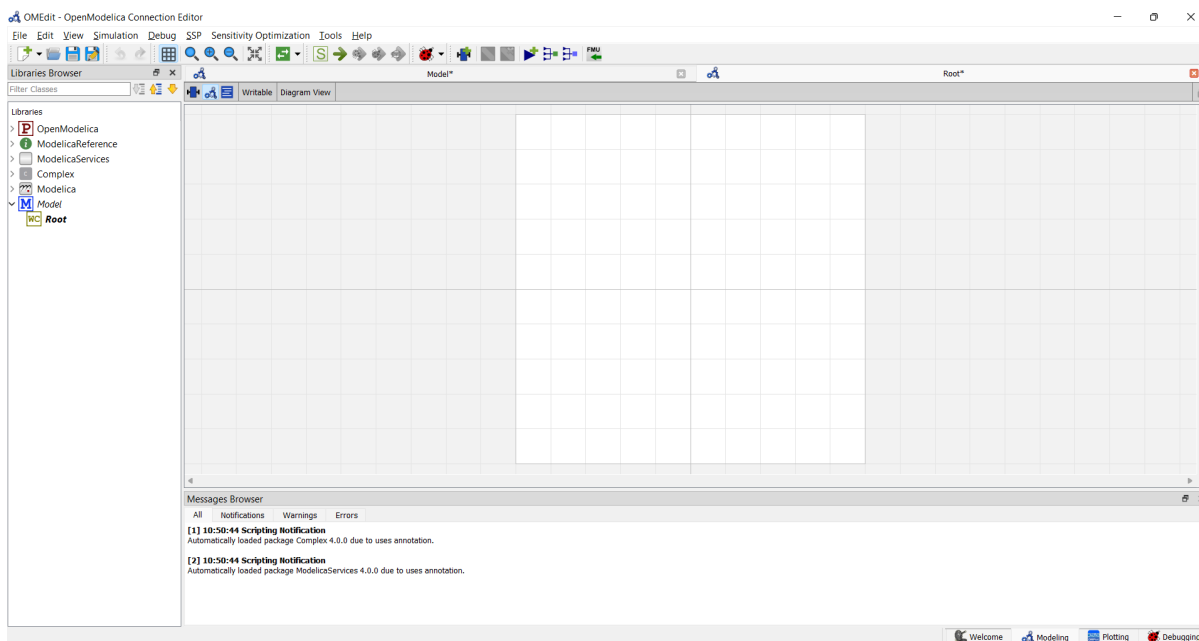 OMEdit - OpenModelica Connection Editor
File Edit View Simulation Debug SSP Sensitivity Optimization Tools Help
S FMU
Libraries Browser
Model* Root*
Filter Classes
Writable Diagram View
Libraries
P OpenModelica
i ModelicaReference
ModelicaServices
C Complex
Modelica
M Model
WC Root
Messages Browser
All Notifications Warnings Errors
[1] 10:50:44 Scripting Notification
Automatically loaded package Complex 4.0.0 due to uses annotation.
[2] 10:50:44 Scripting Notification
Automatically loaded package ModelicaServices 4.0.0 due to uses annotation.
Welcome Modeling Plotting Debugging